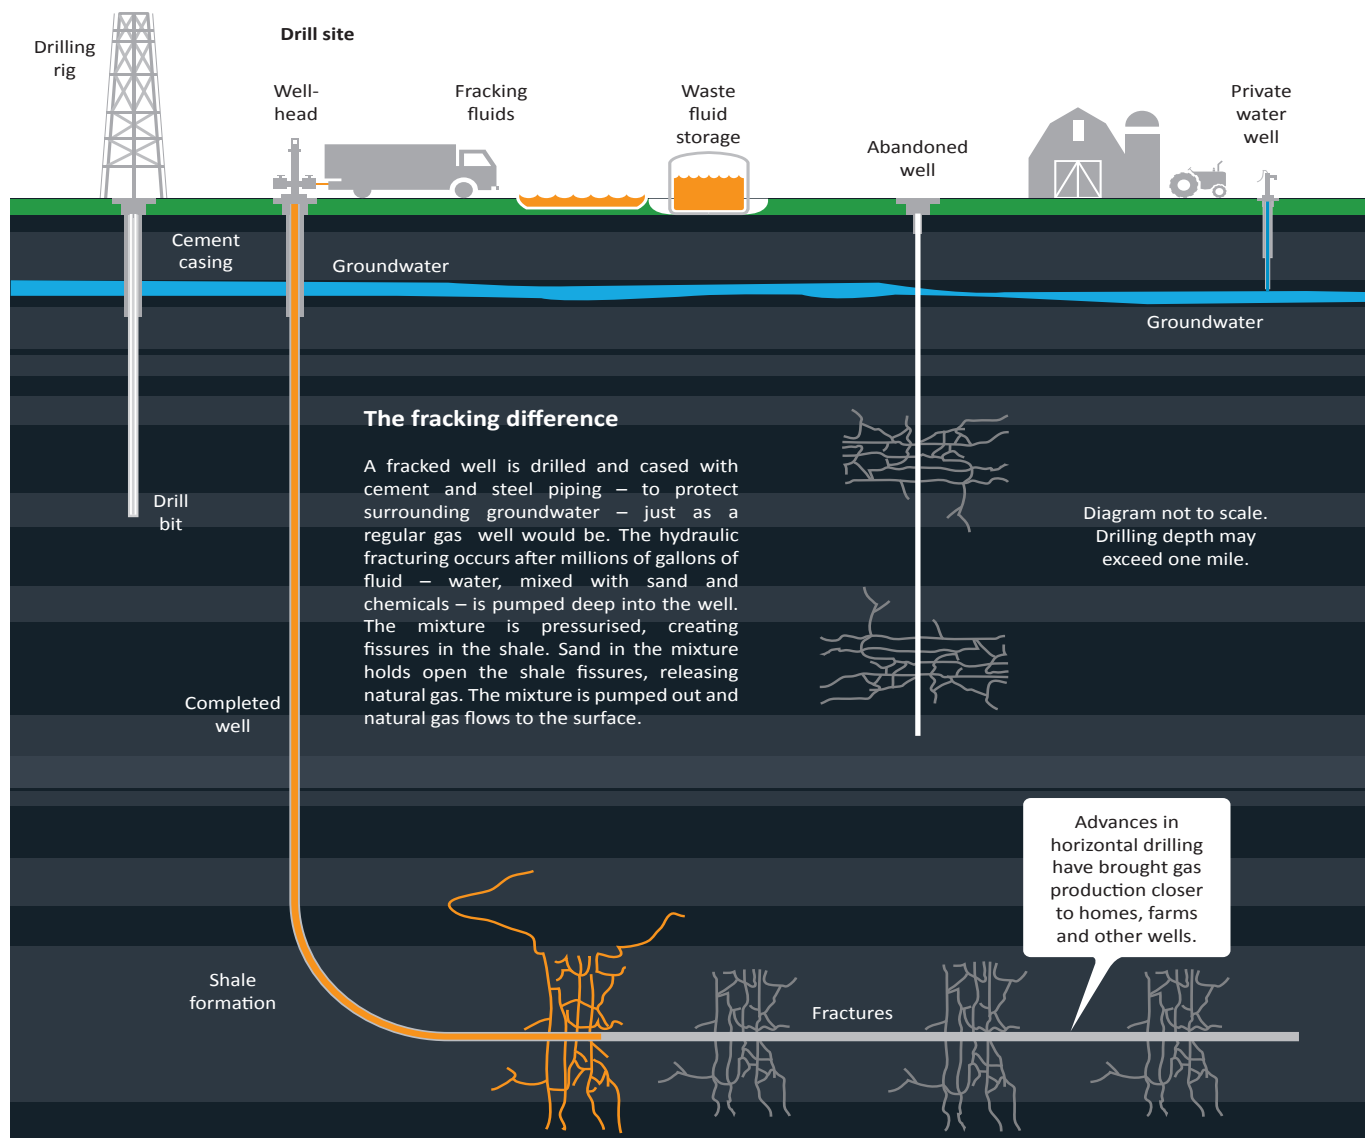 Drill site
Drilling
rig
Well-
head
Fracking
fluids
Waste
fluid
storage
Abandoned
well
Private
water
well
Cement
casing
Groundwater
Groundwater
The fracking difference
A fracked well is drilled and cased with
cement and steel piping – to protect
surrounding groundwater – just as a
regular gas well would be. The hydraulic
fracturing occurs after millions of gallons of
fluid – water, mixed with sand and
chemicals – is pumped deep into the well.
The mixture is pressurised, creating
fissures in the shale. Sand in the mixture
holds open the shale fissures, releasing
natural gas. The mixture is pumped out and
natural gas flows to the surface.
Drill
bit
Diagram not to scale.
Drilling depth may
exceed one mile.
Completed
well
Advances in
horizontal drilling
have brought gas
production closer
to homes, farms
and other wells.
Shale
formation
Fractures